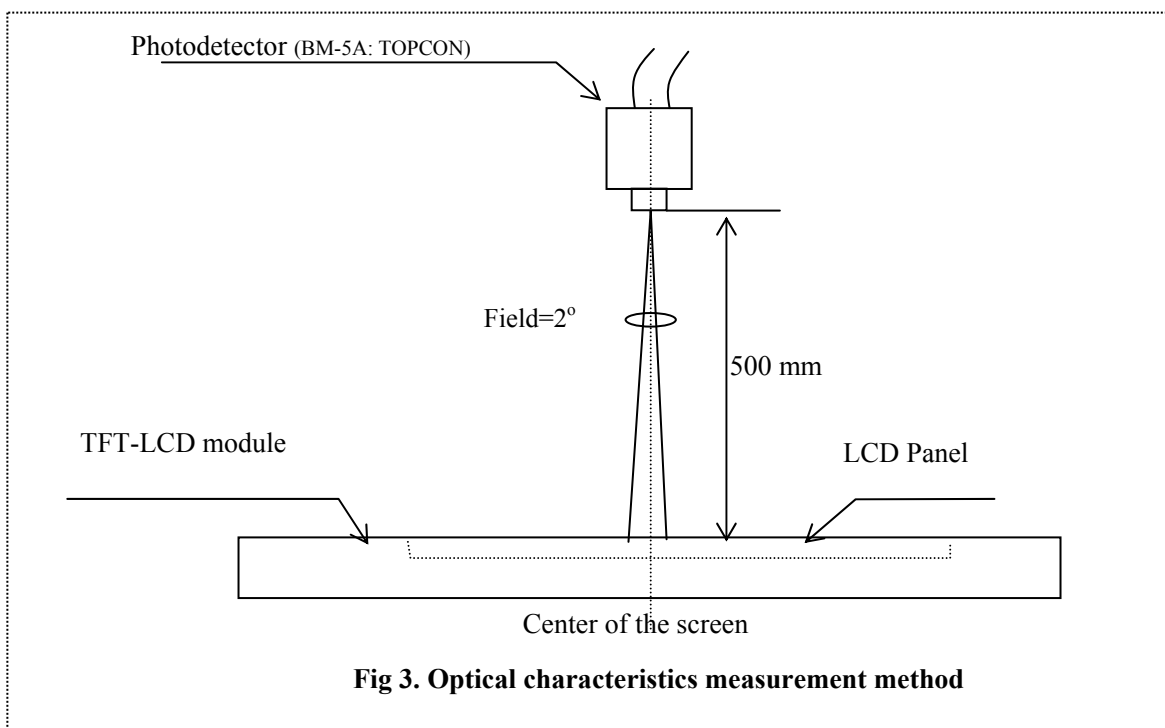 Photodetector (BM-5A: TOPCON)
Field=2°
500 mm
TFT-LCD module
LCD Panel
Center of the screen
Fig 3. Optical characteristics measurement method